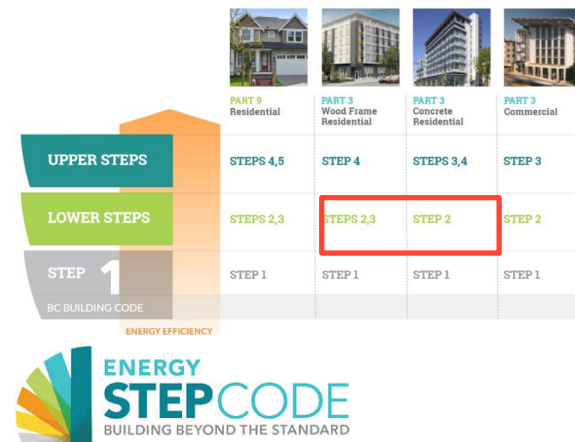 PART 9
Residential
PART 3
Wood Frame
Residential
PART 3
Concrete
Residential
PART 3
Commercial
UPPER STEPS
STEPS 4,5
STEP 4
STEPS 3,4
STEP 3
LOWER STEPS
STEPS 2,3
STEPS 2,3
STEP 2
STEP 2
STEP 1
STEP 1
STEP 1
STEP 1
STEP 1
BC BUILDING CODE
ENERGY EFFICIENCY
ENERGY
STEPCODE
BUILDING BEYOND THE STANDARD